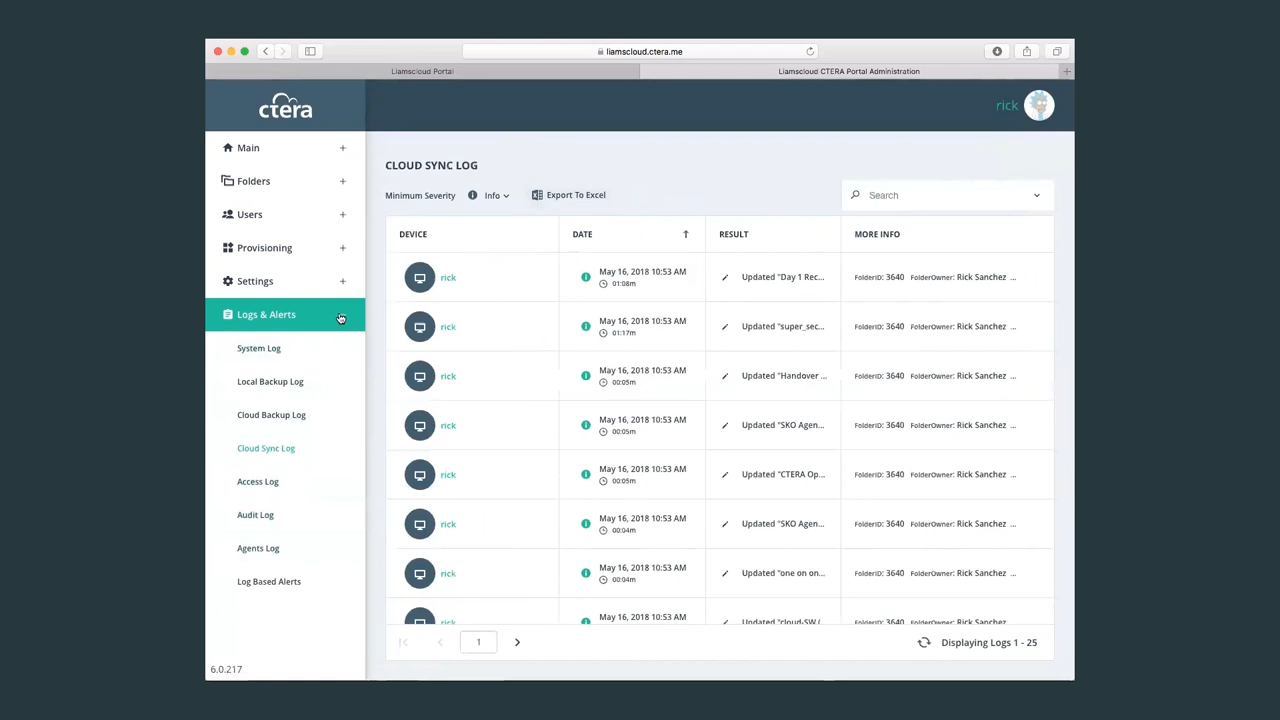 liamscloud.ctera.me
Liamscloud Portal
Liamscloud CTERA Portal Administration
ctera
rick
Main
Folders
Users
Provisioning
Settings
Logs & Alerts
System Log
Local Backup Log
Cloud Backup Log
Cloud Sync Log
Access Log
Audit Log
Agents Log
Log Based Alerts
6.0.217
CLOUD SYNC LOG
Minimum Severity Info Export To Excel
Search
DEVICE DATE RESULT MORE INFO
rick May 16, 2018 10:53 AM Updated "Day 1 Rec... FolderID: 3640 FolderOwner: Rick Sanchez ...
01:08m
rick May 16, 2018 10:53 AM Updated "super_sec... FolderID: 3640 FolderOwner: Rick Sanchez ...
01:17m
rick May 16, 2018 10:53 AM Updated "Handover ... FolderID: 3640 FolderOwner: Rick Sanchez ...
00:05m
rick May 16, 2018 10:53 AM Updated "SKO Agen... FolderID: 3640 FolderOwner: Rick Sanchez ...
00:05m
rick May 16, 2018 10:53 AM Updated "CTERA Op... FolderID: 3640 FolderOwner: Rick Sanchez ...
00:05m
rick May 16, 2018 10:53 AM Updated "SKO Agen... FolderID: 3640 FolderOwner: Rick Sanchez ...
00:04m
rick May 16, 2018 10:53 AM Updated "one on on... FolderID: 3640 FolderOwner: Rick Sanchez ...
00:04m
rick May 16, 2018 10:53 AM Updated "cloud-SW ( FolderID: 3640 FolderOwner: Rick Sanchez
1
Displaying Logs 1 - 25